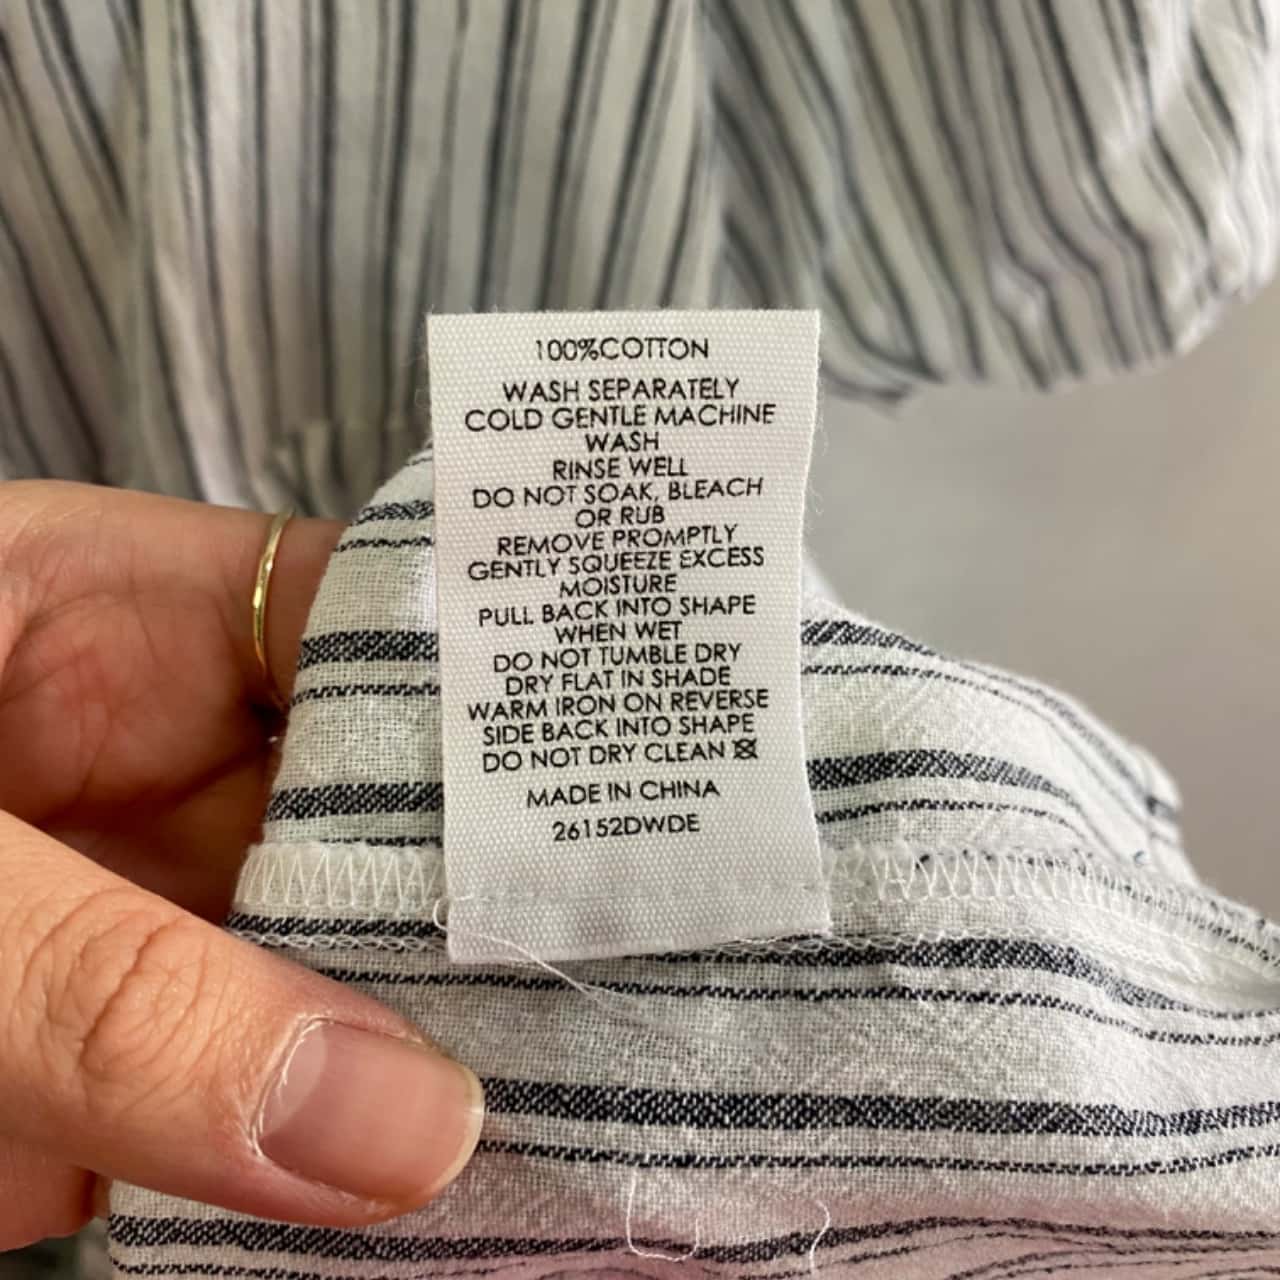 100%COTTON
WASH SEPARATELY
COLD GENTLE MACHINE
WASH
RINSE WELL
DO NOT SOAK, BLEACH
OR RUB
REMOVE PROMPTLY
GENTLY SQUEEZE EXCESS
MOISTURE
PULL BACK INTO SHAPE
WHEN WET
DO NOT TUMBLE DRY
DRY FLAT IN SHADE
WARM IRON ON REVERSE
SIDE BACK INTO SHAPE
DO NOT DRY CLEAN
MADE IN CHINA
26152DWDE